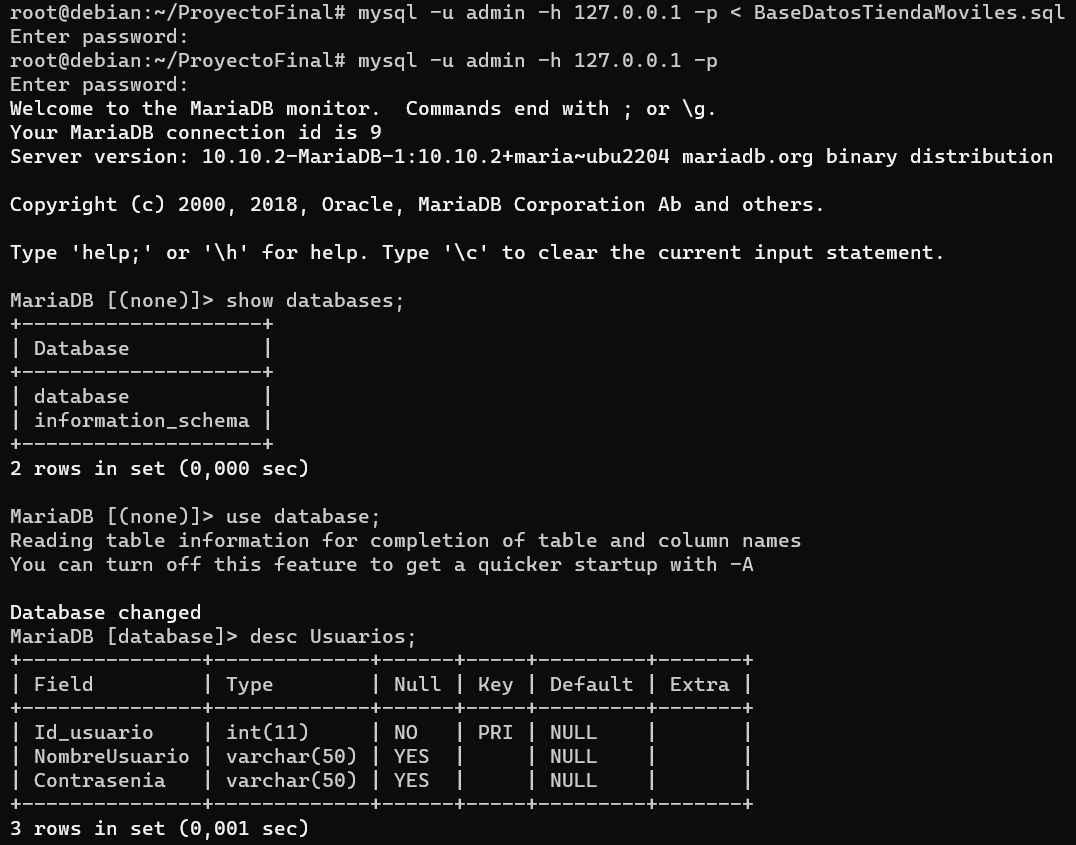 root@debian:~/ProyectoFinal# mysql -u admin -h 127.0.0.1 -p < BaseDatosTiendaMoviles.sql
Enter password:
root@debian:~/ProyectoFinal# mysql -u admin -h 127.0.0.1 -p
Enter password:
Welcome to the MariaDB monitor.  Commands end with ; or \g.
Your MariaDB connection id is 9
Server version: 10.10.2-MariaDB-1:10.10.2+maria~ubu2204 mariadb.org binary distribution

Copyright (c) 2000, 2018, Oracle, MariaDB Corporation Ab and others.

Type 'help;' or '\h' for help. Type '\c' to clear the current input statement.

MariaDB [(none)]> show databases;
+--------------------+
| Database           |
+--------------------+
| database           |
| information_schema |
+--------------------+
2 rows in set (0,000 sec)

MariaDB [(none)]> use database;
Reading table information for completion of table and column names
You can turn off this feature to get a quicker startup with -A

Database changed
MariaDB [database]> desc Usuarios;
+---------------+-------------+------+-----+---------+-------+
| Field         | Type        | Null | Key | Default | Extra |
+---------------+-------------+------+-----+---------+-------+
| Id_usuario    | int(11)     | NO   | PRI | NULL    |       |
| NombreUsuario | varchar(50) | YES  |     | NULL    |       |
| Contrasenia   | varchar(50) | YES  |     | NULL    |       |
+---------------+-------------+------+-----+---------+-------+
3 rows in set (0,001 sec)